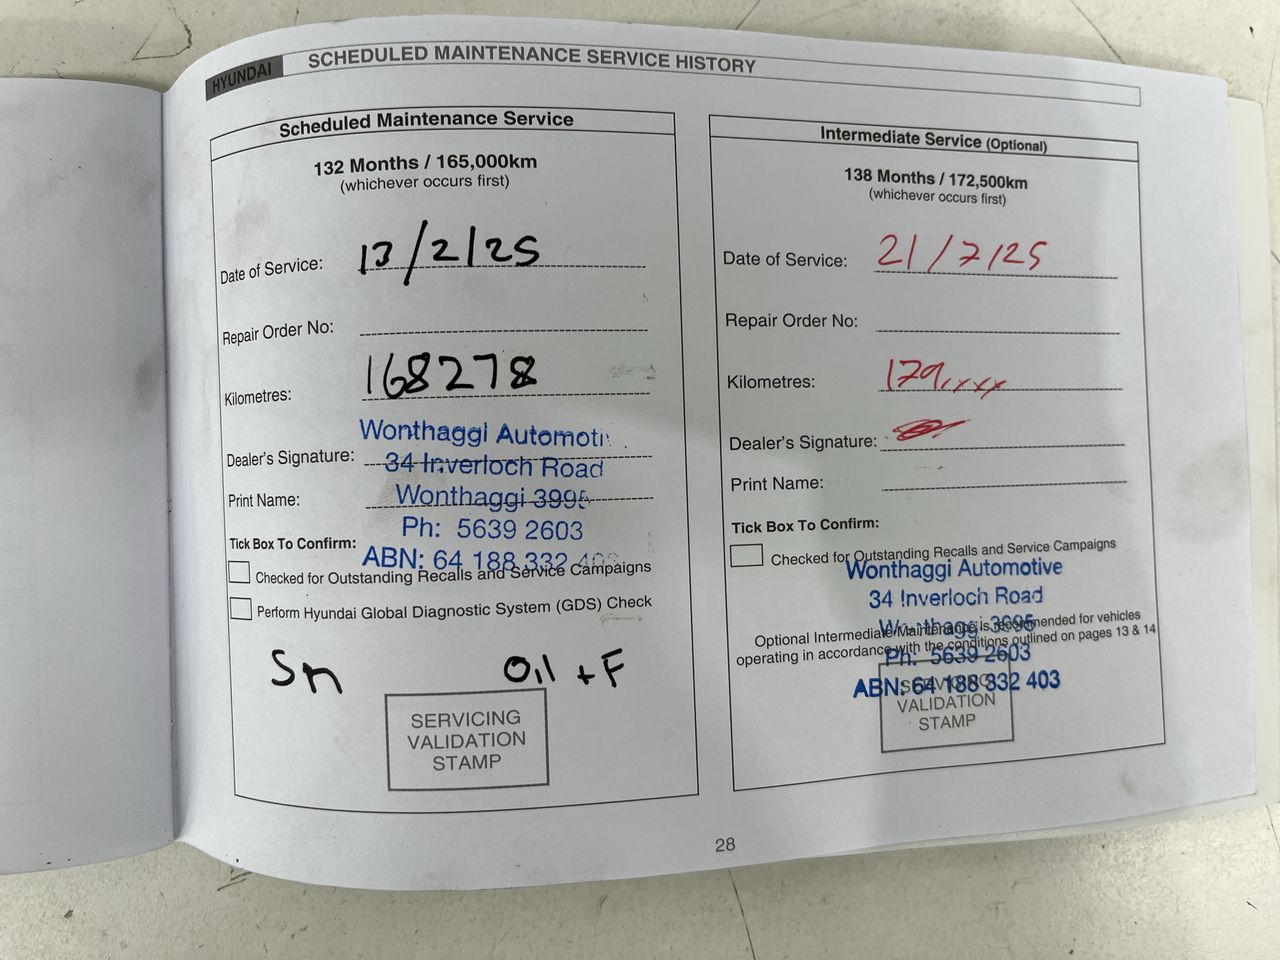 HYUNDAI
SCHEDULED MAINTENANCE SERVICE HISTORY
Scheduled Maintenance Service
132 Months / 165,000km
(whichever occurs first)
Date of Service: 13/2/25
Repair Order No:
Kilometres: 168278
Wonthaggi Automoti
Dealer's Signature:
34 Inverloch Road
Print Name:
Wonthaggi 3995
Ph: 5639 2603
Tick Box To Confirm:
ABN: 64 188 332 403
Checked for Outstanding Recalls and Service Campaigns
Perform Hyundai Global Diagnostic System (GDS) Check
Sn Oil + F
SERVICING
VALIDATION
STAMP
Intermediate Service (Optional)
138 Months / 172,500km
(whichever occurs first)
Date of Service: 21/7/25
Repair Order No:
Kilometres: 179,xxx
Dealer's Signature:
Print Name:
Tick Box To Confirm:
Checked for Outstanding Recalls and Service Campaigns
Wonthaggi Automotive
34 Inverloch Road
Wonthaggi 3995
Optional Intermediate Maintenance is recommended for vehicles
operating in accordance with the conditions outlined on pages 13 & 14
Ph: 5639 2603
ABN: 64 188 332 403
SERVICING
VALIDATION
STAMP
28